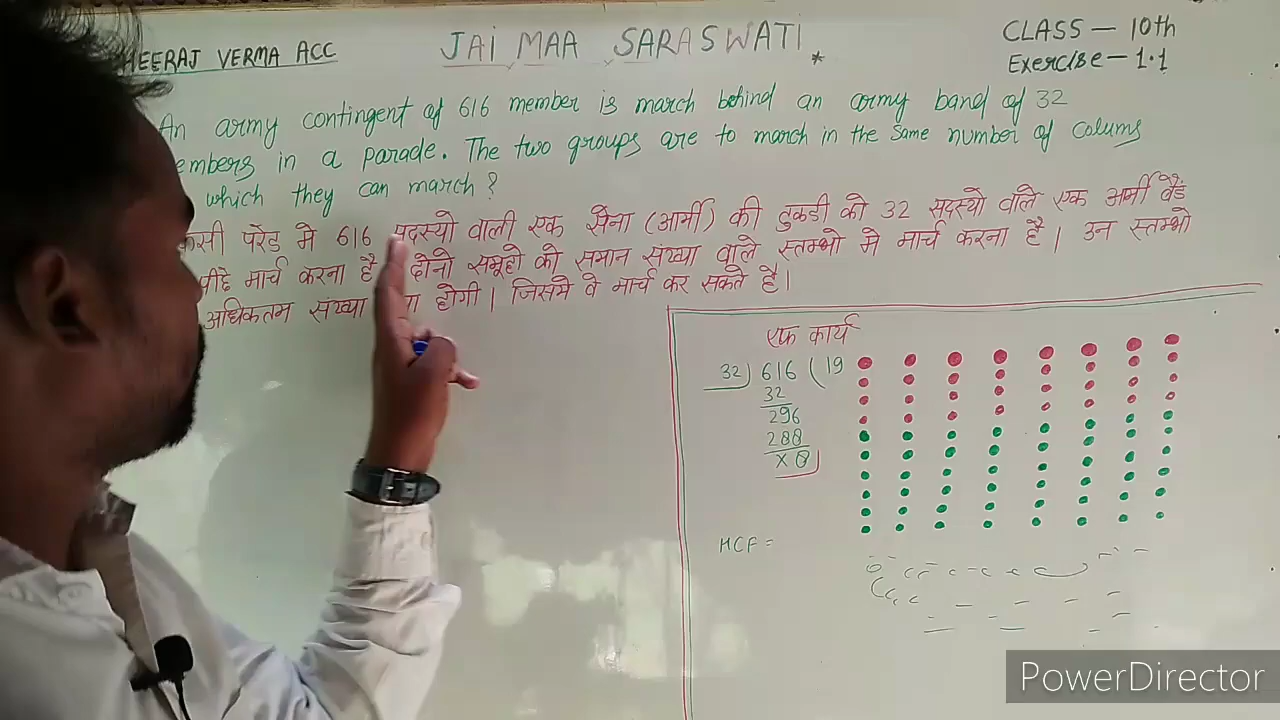 HEERAJ VERMA ACC
JAI MAA SARASWATI
CLASS — 10th
Exercise — 1.1
An army contingent of 616 member is march behind an army band of 32
embers in a parade. The two groups are to march in the same number of colums
which they can march ?
कसी परेड मे 616 सदस्यो वाली एक सेना (आर्मी) की टुकडी को 32 सदस्यो वाले एक आर्मी बैंड
पीछे मार्च करना है दोनो समूहो को समान संख्या वाले स्तम्भो मे मार्च करना है । उन स्तम्भो
अधिकतम संख्या होगी । जिसमे वे मार्च कर सकते है ।
एफ कार्य
32 ) 616 ( 19
32
296
288
× 8
HCF =
PowerDirector